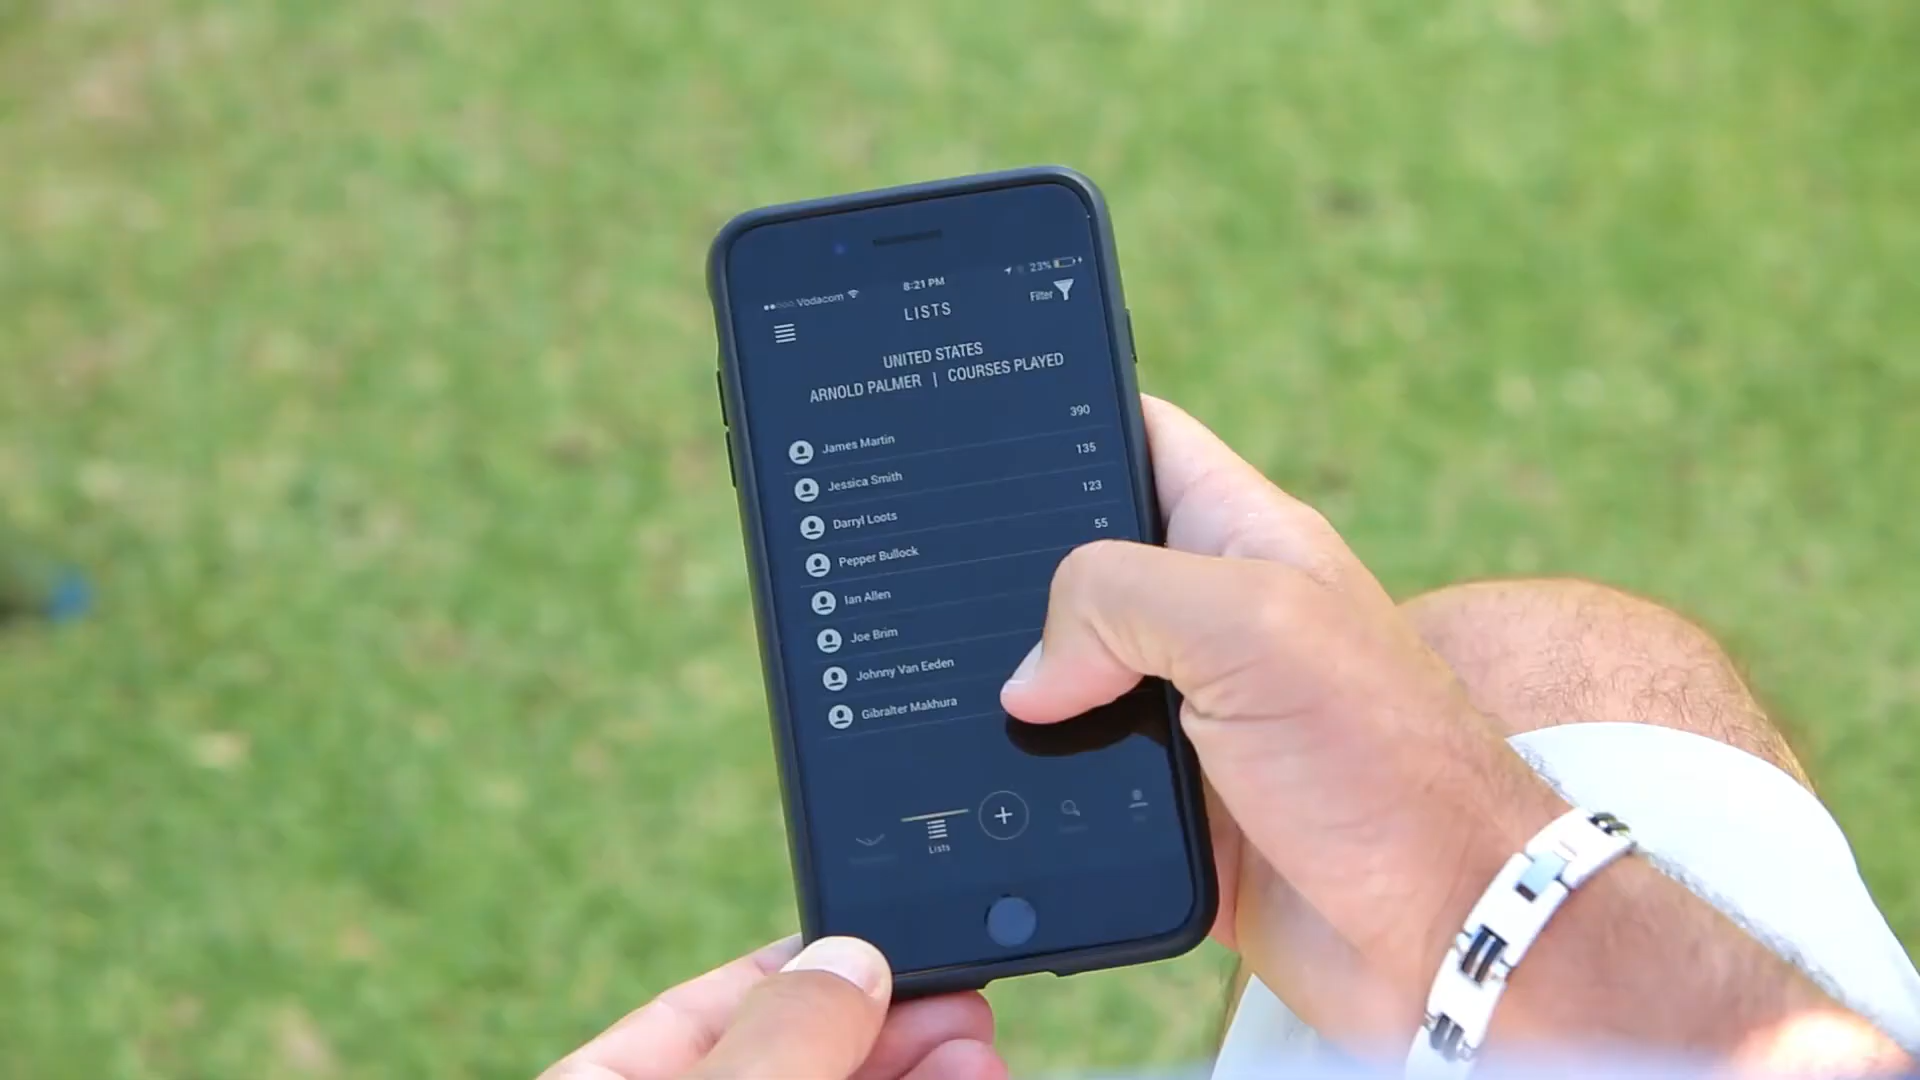 Vodacom 8:21 PM 23%
LISTS Filter
UNITED STATES
ARNOLD PALMER | COURSES PLAYED
James Martin 390
Jessica Smith 135
Darryl Loots 123
Pepper Bullock 55
Ian Allen
Joe Brim
Johnny Van Eeden
Gibralter Makhura
Lists